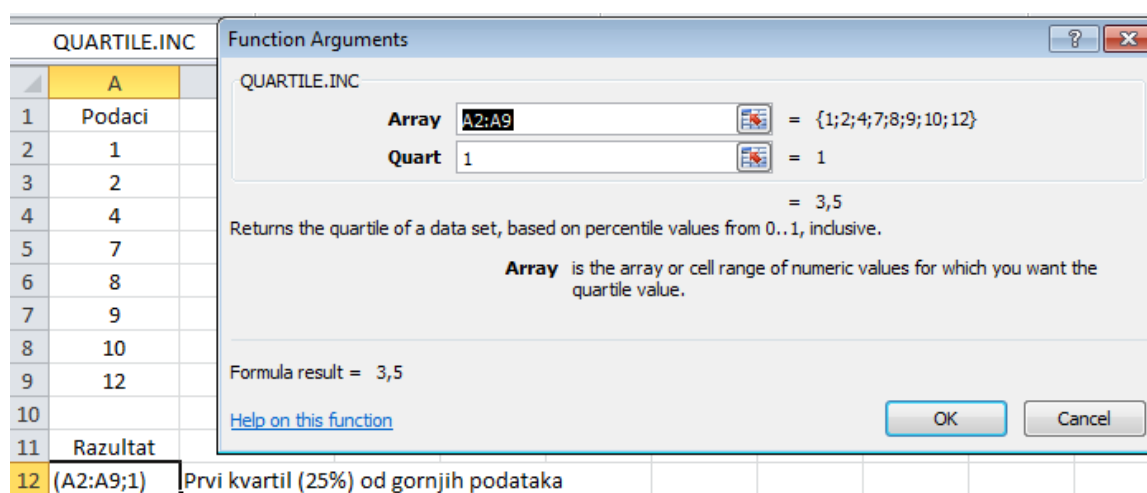 QUARTILE.INC
Function Arguments
A
QUARTILE.INC
1 Podaci
Array A2:A9 = {1;2;4;7;8;9;10;12}
2 1
Quart 1 = 1
3 2
= 3,5
4 4
Returns the quartile of a data set, based on percentile values from 0..1, inclusive.
5 7
Array is the array or cell range of numeric values for which you want the
quartile value.
6 8
7 9
8 10
Formula result = 3,5
9 12
10
Help on this function
OK Cancel
11 Razultat
12 (A2:A9;1) Prvi kvartil (25%) od gornjih podataka